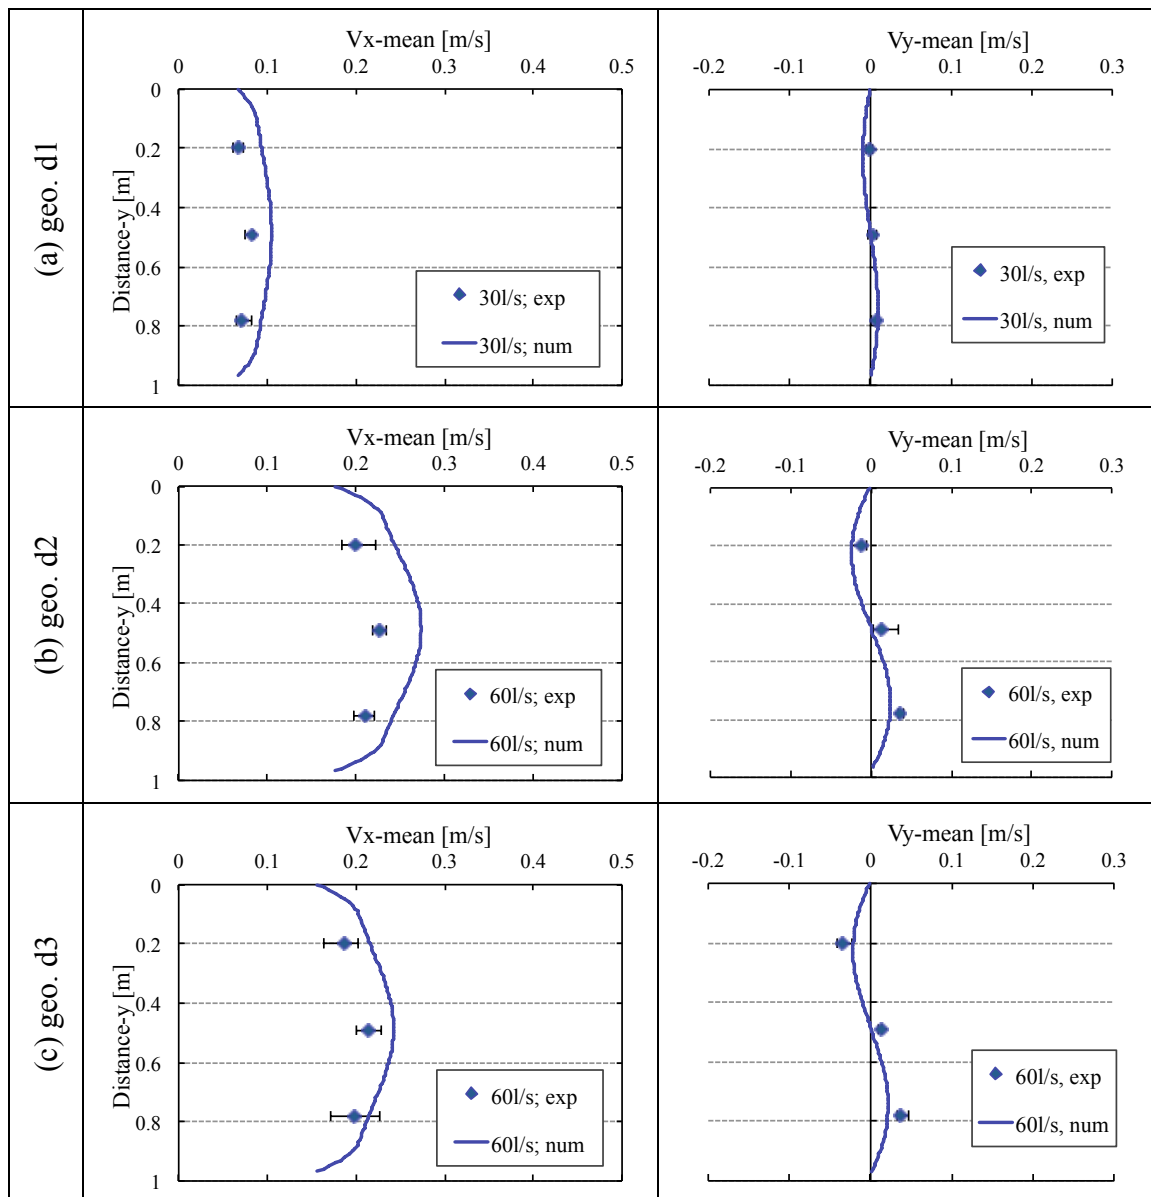 (a) geo. d1
Vx-mean [m/s]
0 0.1 0.2 0.3 0.4 0.5
Distance-y [m]
0
0.2
0.4
0.6
0.8
1
30l/s; exp
30l/s; num
Vy-mean [m/s]
-0.2 -0.1 0 0.1 0.2 0.3
30l/s, exp
30l/s, num
(b) geo. d2
Vx-mean [m/s]
0 0.1 0.2 0.3 0.4 0.5
Distance-y [m]
0
0.2
0.4
0.6
0.8
1
60l/s; exp
60l/s; num
Vy-mean [m/s]
-0.2 -0.1 0 0.1 0.2 0.3
60l/s, exp
60l/s, num
(c) geo. d3
Vx-mean [m/s]
0 0.1 0.2 0.3 0.4 0.5
Distance-y [m]
0
0.2
0.4
0.6
0.8
1
60l/s; exp
60l/s; num
Vy-mean [m/s]
-0.2 -0.1 0 0.1 0.2 0.3
60l/s, exp
60l/s, num